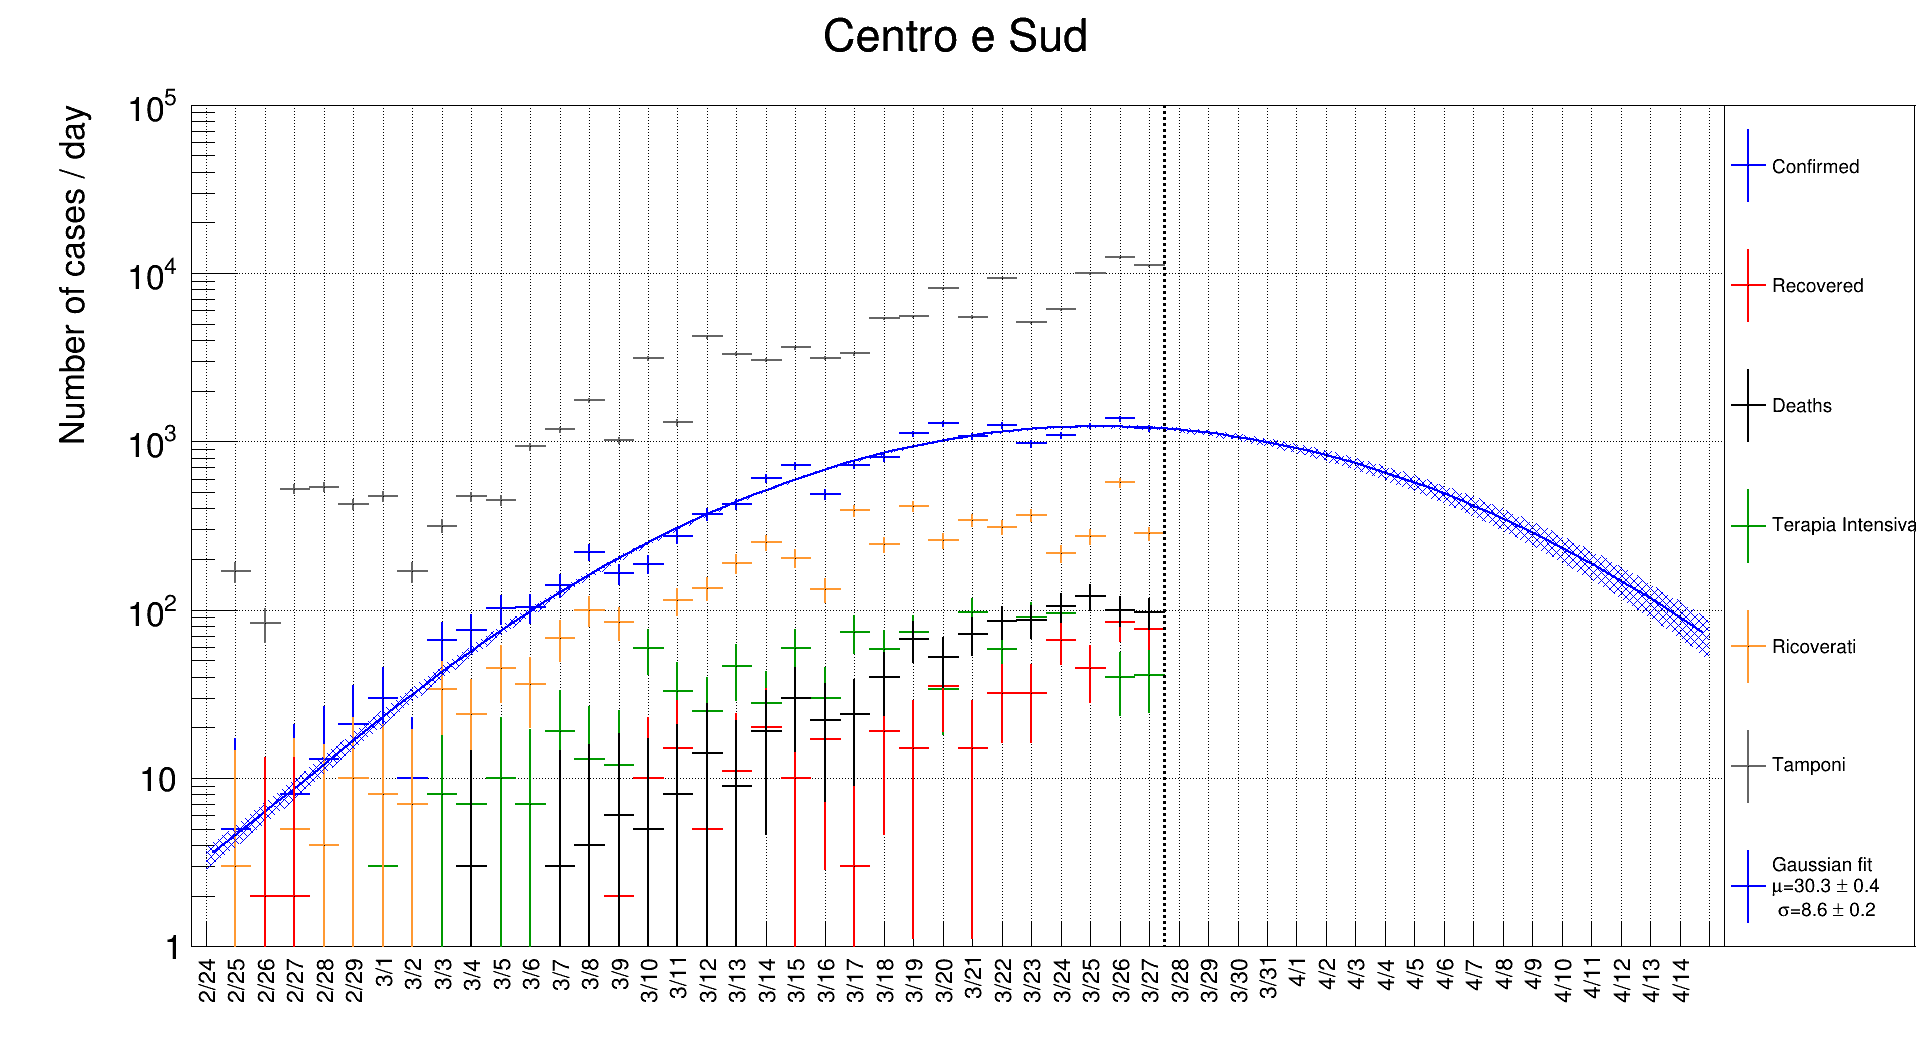 Centro e Sud
Number of cases / day
10⁵
10⁴
10³
10²
10
1
2/24 2/25 2/26 2/27 2/28 2/29 3/1 3/2 3/3 3/4 3/5 3/6 3/7 3/8 3/9 3/10 3/11 3/12 3/13 3/14 3/15 3/16 3/17 3/18 3/19 3/20 3/21 3/22 3/23 3/24 3/25 3/26 3/27 3/28 3/29 3/30 3/31 4/1 4/2 4/3 4/4 4/5 4/6 4/7 4/8 4/9 4/10 4/11 4/12 4/13 4/14
Confirmed
Recovered
Deaths
Terapia Intensiva
Ricoverati
Tamponi
Gaussian fit
μ=30.3 ± 0.4
σ=8.6 ± 0.2